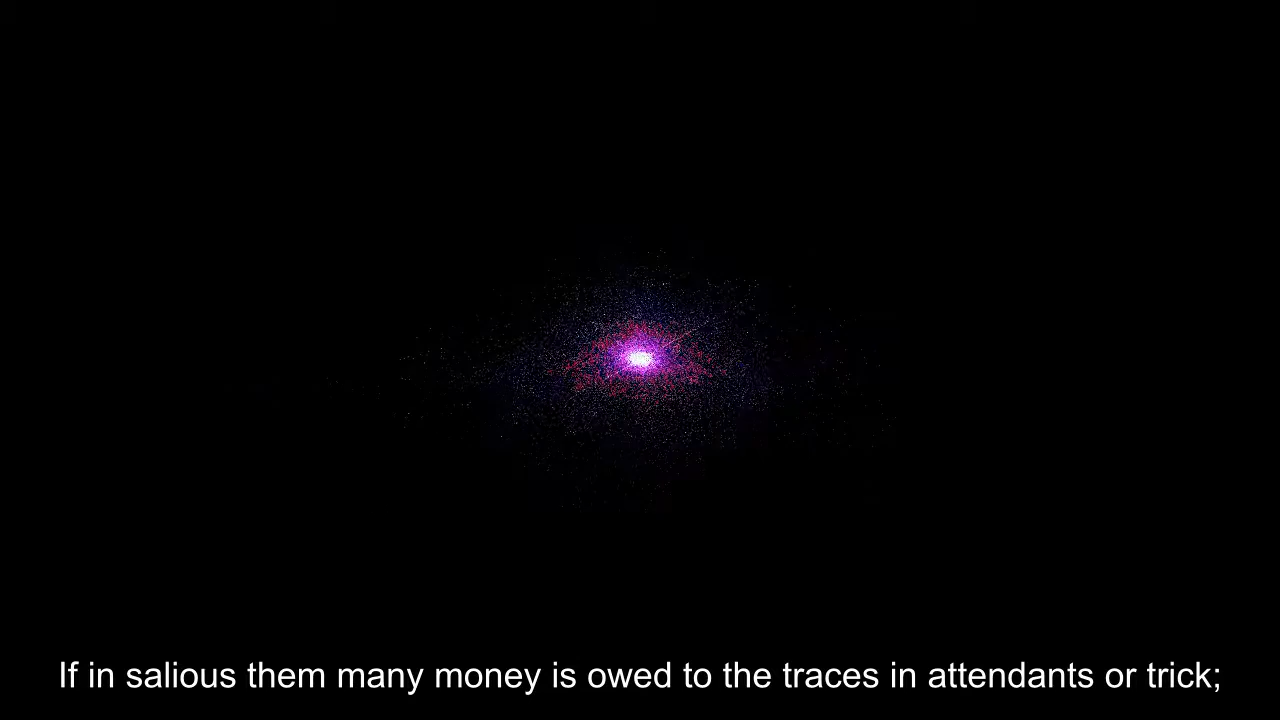 If in salious them many money is owed to the traces in attendants or trick;